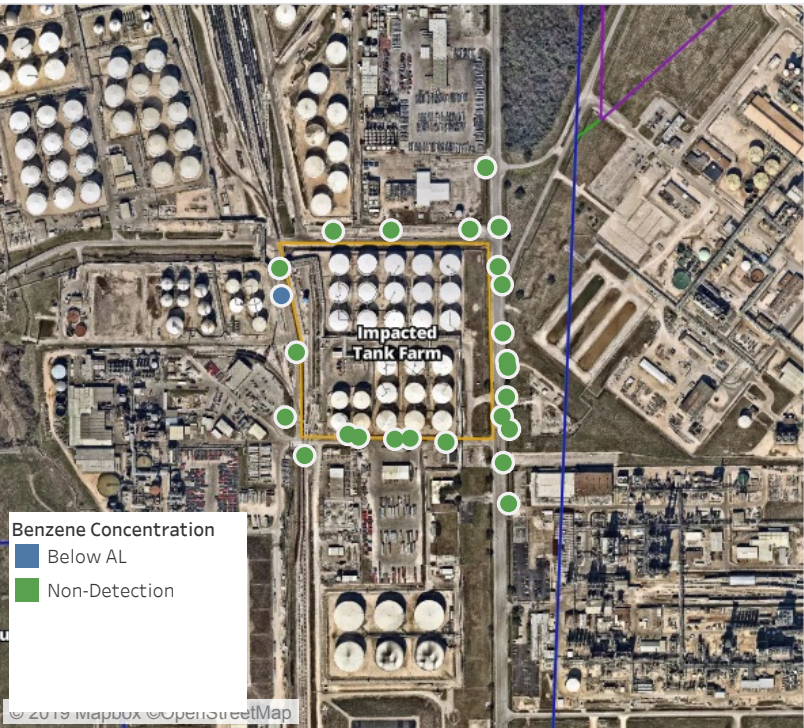 Impacted
Tank Farm
Benzene Concentration
Below AL
Non-Detection
© 2019 Mapbox ©OpenStreetMap